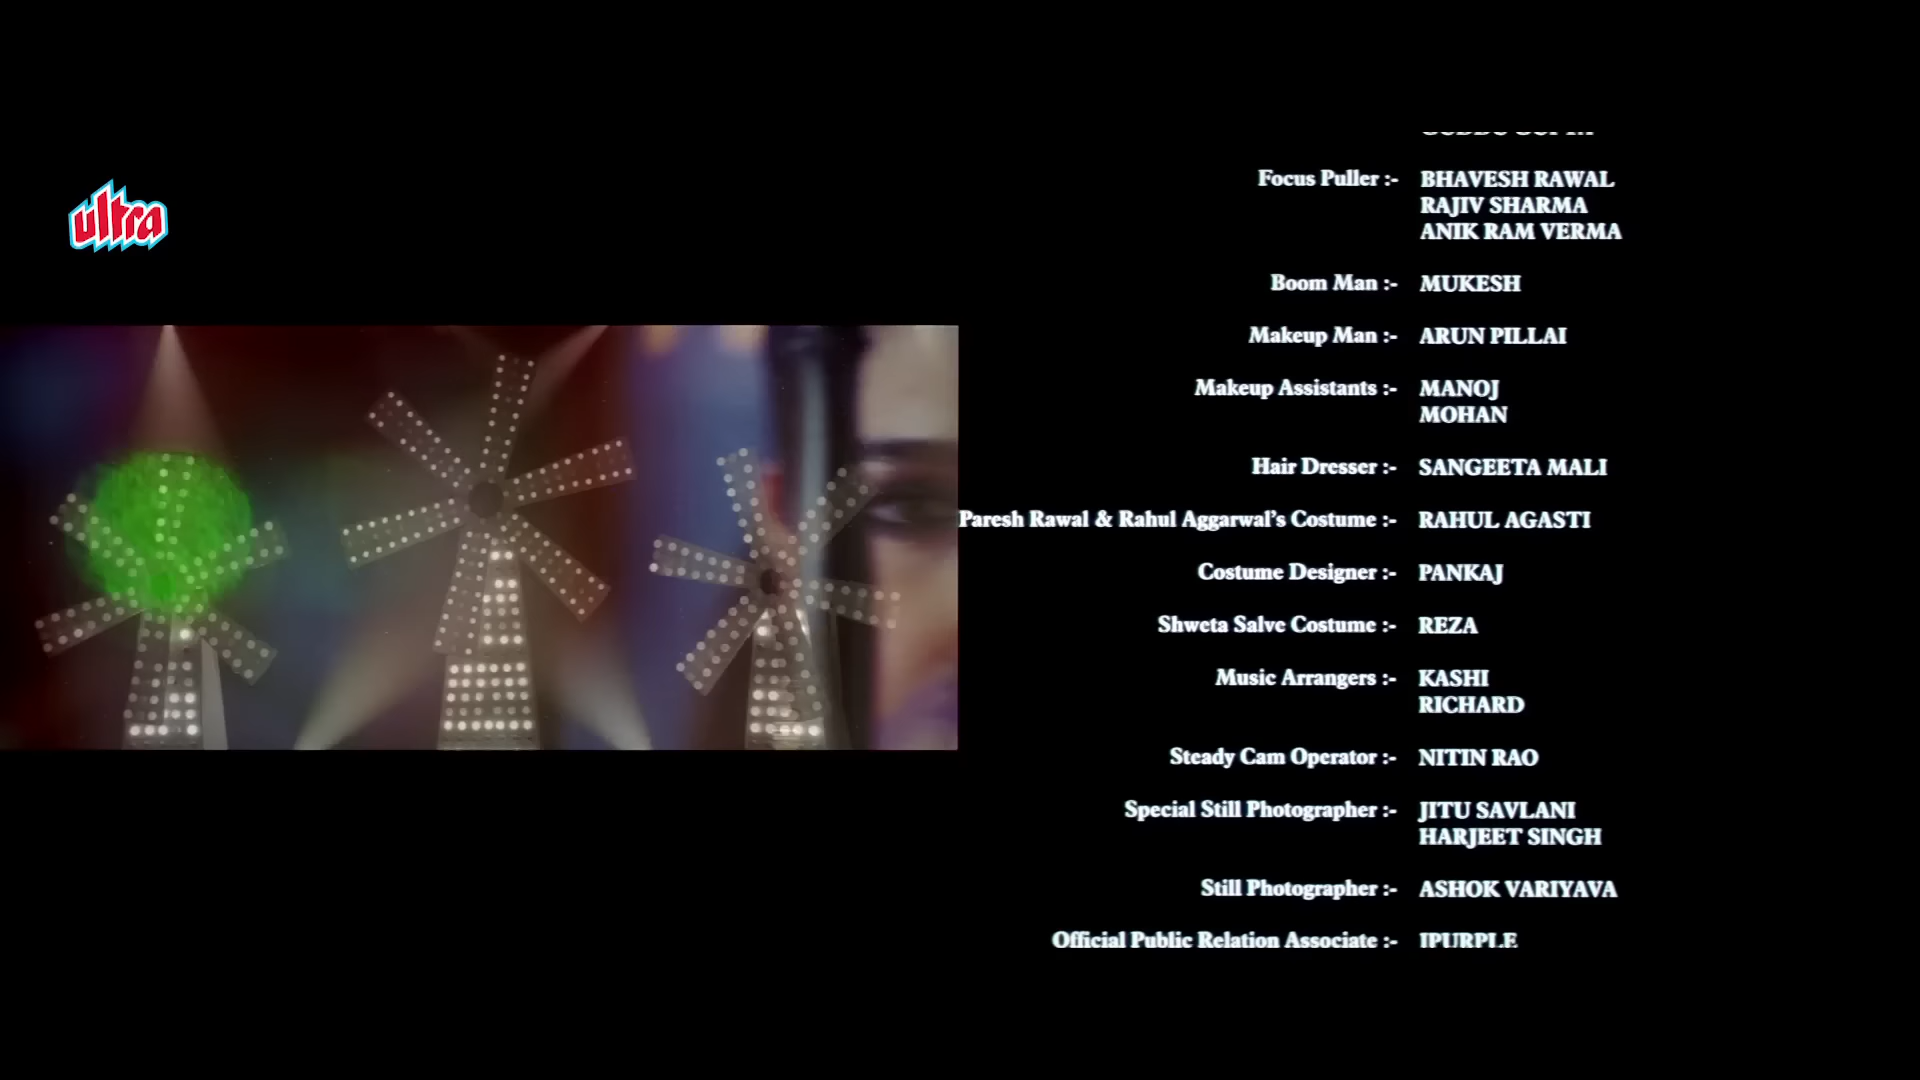 ultra
Focus Puller :- BHAVESH RAWAL
RAJIV SHARMA
ANIK RAM VERMA
Boom Man :- MUKESH
Makeup Man :- ARUN PILLAI
Makeup Assistants :- MANOJ
MOHAN
Hair Dresser :- SANGEETA MALI
Paresh Rawal & Rahul Aggarwal's Costume :- RAHUL AGASTI
Costume Designer :- PANKAJ
Shweta Salve Costume :- REZA
Music Arrangers :- KASHI
RICHARD
Steady Cam Operator :- NITIN RAO
Special Still Photographer :- JITU SAVLANI
HARJEET SINGH
Still Photographer :- ASHOK VARIYAVA
Official Public Relation Associate :- IPURPLE